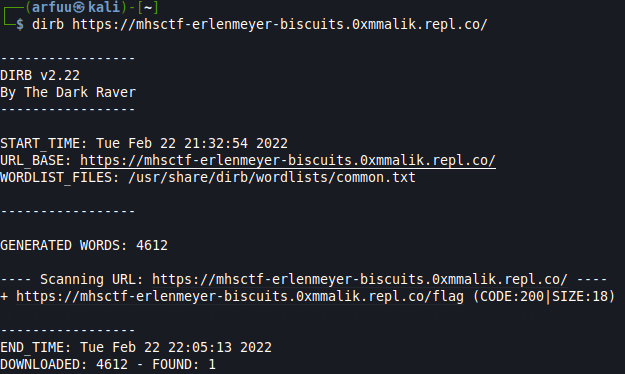 (arfuu㉿kali)-[~]
$ dirb https://mhsctf-erlenmeyer-biscuits.0xmmalik.repl.co/
-----------------
DIRB v2.22
By The Dark Raver
-----------------
START_TIME: Tue Feb 22 21:32:54 2022
URL_BASE: https://mhsctf-erlenmeyer-biscuits.0xmmalik.repl.co/
WORDLIST_FILES: /usr/share/dirb/wordlists/common.txt
-----------------
GENERATED WORDS: 4612
---- Scanning URL: https://mhsctf-erlenmeyer-biscuits.0xmmalik.repl.co/ ----
+ https://mhsctf-erlenmeyer-biscuits.0xmmalik.repl.co/flag (CODE:200|SIZE:18)
-----------------
END_TIME: Tue Feb 22 22:05:13 2022
DOWNLOADED: 4612 - FOUND: 1